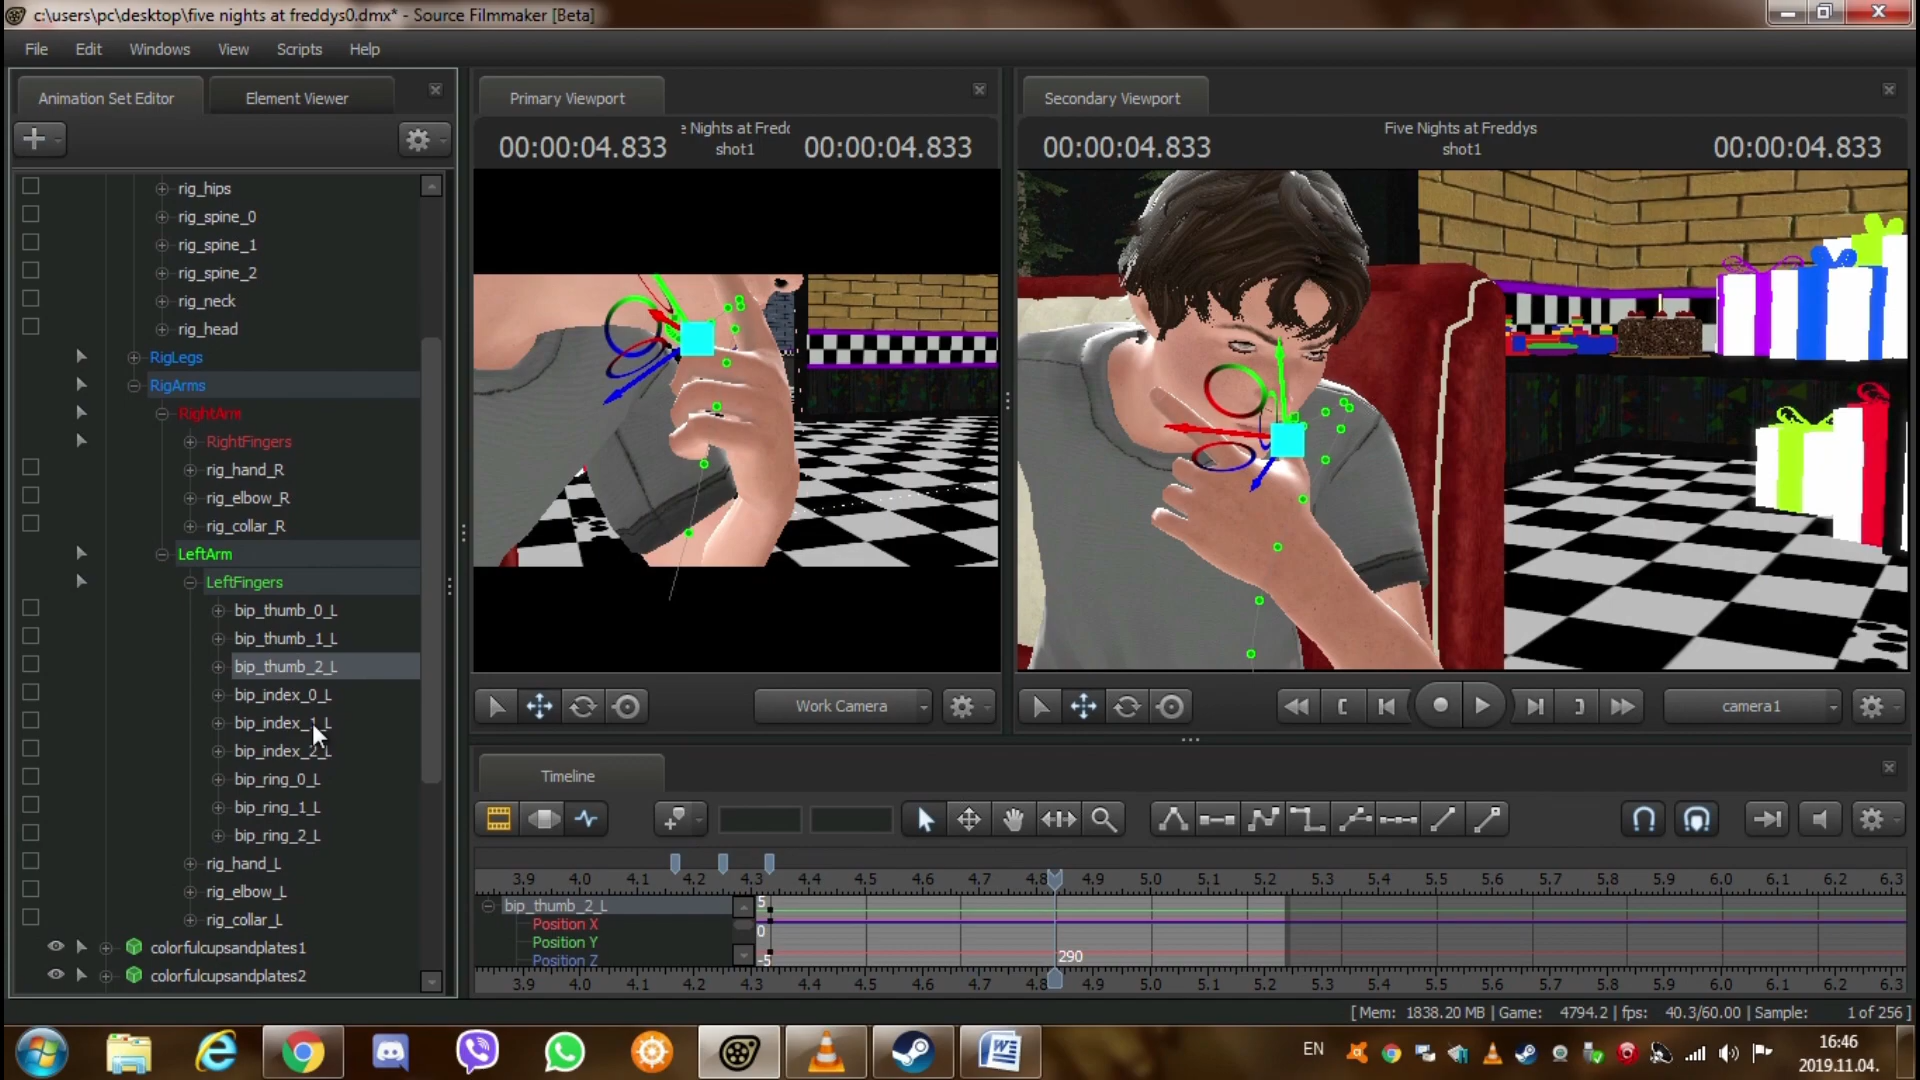 c:\users\pc\desktop\five nights at freddys0.dmx* - Source Filmmaker [Beta]
File Edit Windows View Scripts Help
Animation Set Editor Element Viewer
rig_hips
rig_spine_0
rig_spine_1
rig_spine_2
rig_neck
rig_head
RigLegs
RigArms
RightArm
RightFingers
rig_hand_R
rig_elbow_R
rig_collar_R
LeftArm
LeftFingers
bip_thumb_0_L
bip_thumb_1_L
bip_thumb_2_L
bip_index_0_L
bip_index_1_L
bip_index_2_L
bip_ring_0_L
bip_ring_1_L
bip_ring_2_L
rig_hand_L
rig_elbow_L
rig_collar_L
colorfulcupsandplates1
colorfulcupsandplates2
Primary Viewport
00:00:04.833
e Nights at Fredd
shot1
00:00:04.833
Work Camera
Secondary Viewport
00:00:04.833
Five Nights at Freddys
shot1
00:00:04.833
camera1
Timeline
3.9 4.0 4.1 4.2 4.3 4.4 4.5 4.6 4.7 4.8 4.9 5.0 5.1 5.2 5.3 5.4 5.5 5.6 5.7 5.8 5.9 6.0 6.1 6.2 6.3
bip_thumb_2_L
Position X
Position Y
Position Z
5
0
-5
290
3.9 4.0 4.1 4.2 4.3 4.4 4.5 4.6 4.7 4.8 4.9 5.0 5.1 5.2 5.3 5.4 5.5 5.6 5.7 5.8 5.9 6.0 6.1 6.2 6.3
[ Mem: 1838.20 MB | Game: 4794.2 | fps: 40.3/60.00 | Sample: 1 of 256 ]
EN
16:46
2019.11.04.